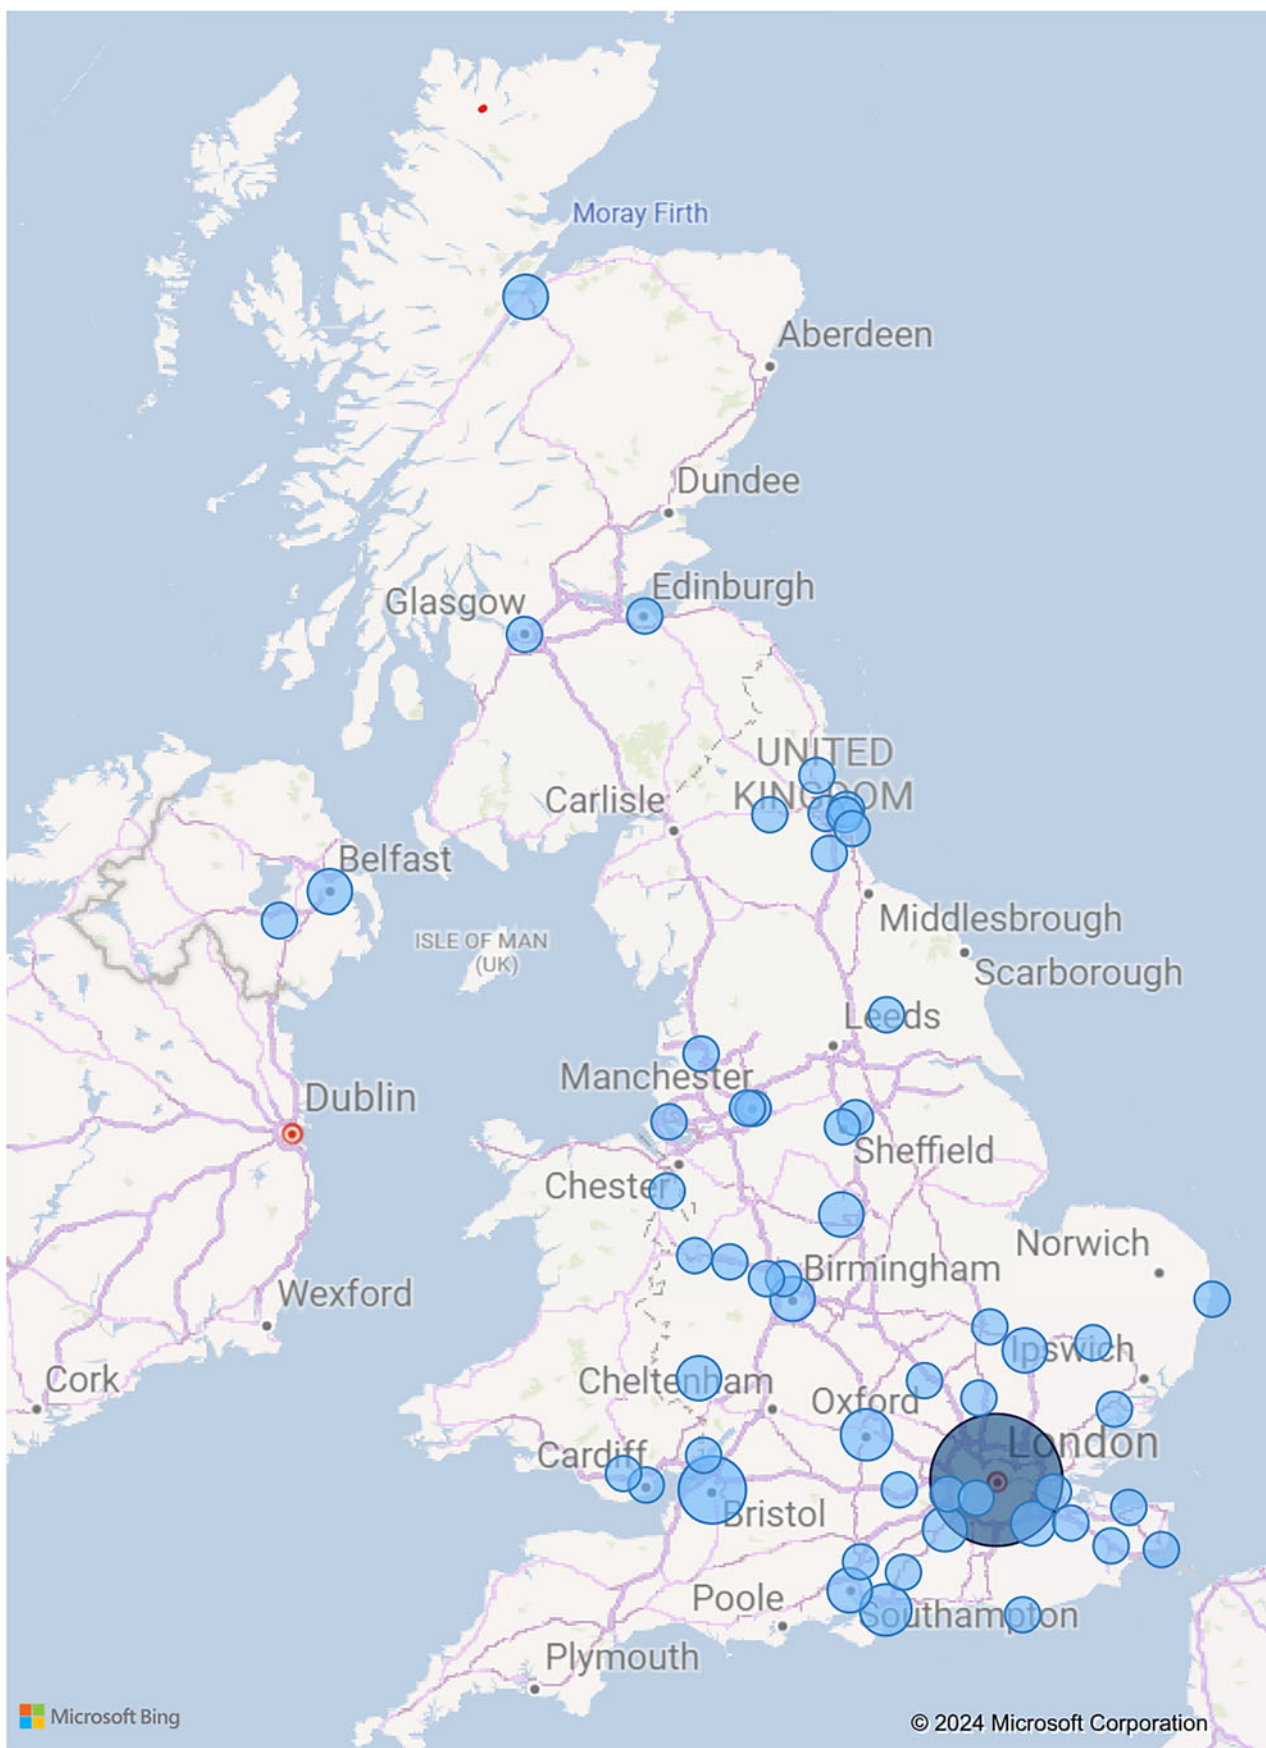 Moray Firth
Aberdeen
Dundee
Edinburgh
Glasgow
UNITED
KINGDOM
Carlisle
Belfast
Middlesbrough
ISLE OF MAN
(UK)
Scarborough
Leeds
Manchester
Dublin
Sheffield
Chester
Norwich
Birmingham
Wexford
Ipswich
Cork
Cheltenham
Oxford
London
Cardiff
Bristol
Poole
Southampton
Plymouth
Microsoft Bing
© 2024 Microsoft Corporation